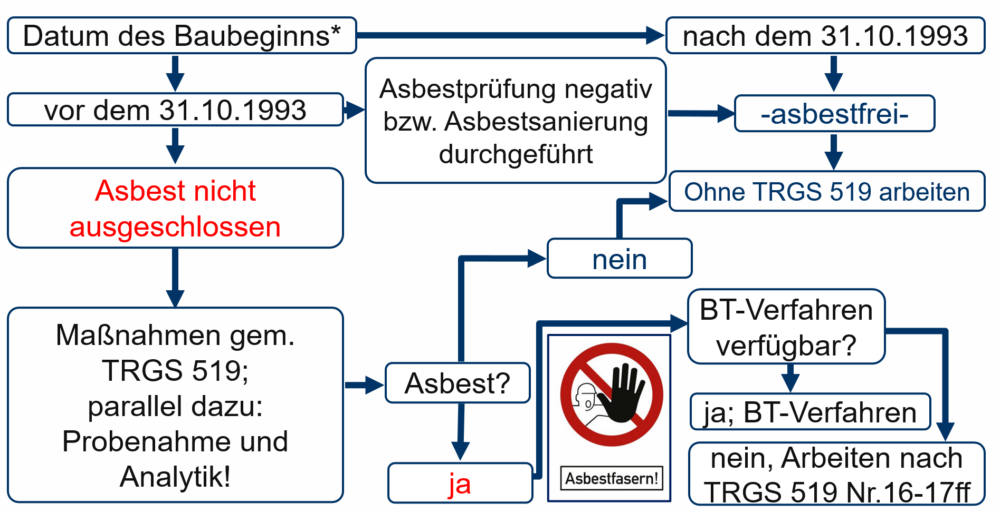 Datum des Baubeginns*
nach dem 31.10.1993
vor dem 31.10.1993
Asbestprüfung negativ
bzw. Asbestsanierung
durchgeführt
-asbestfrei-
Asbest nicht
ausgeschlossen
Ohne TRGS 519 arbeiten
nein
Maßnahmen gem.
TRGS 519;
parallel dazu:
Probenahme und
Analytik!
Asbest?
ja
Asbestfasern!
BT-Verfahren
verfügbar?
ja; BT-Verfahren
nein, Arbeiten nach
TRGS 519 Nr.16-17ff